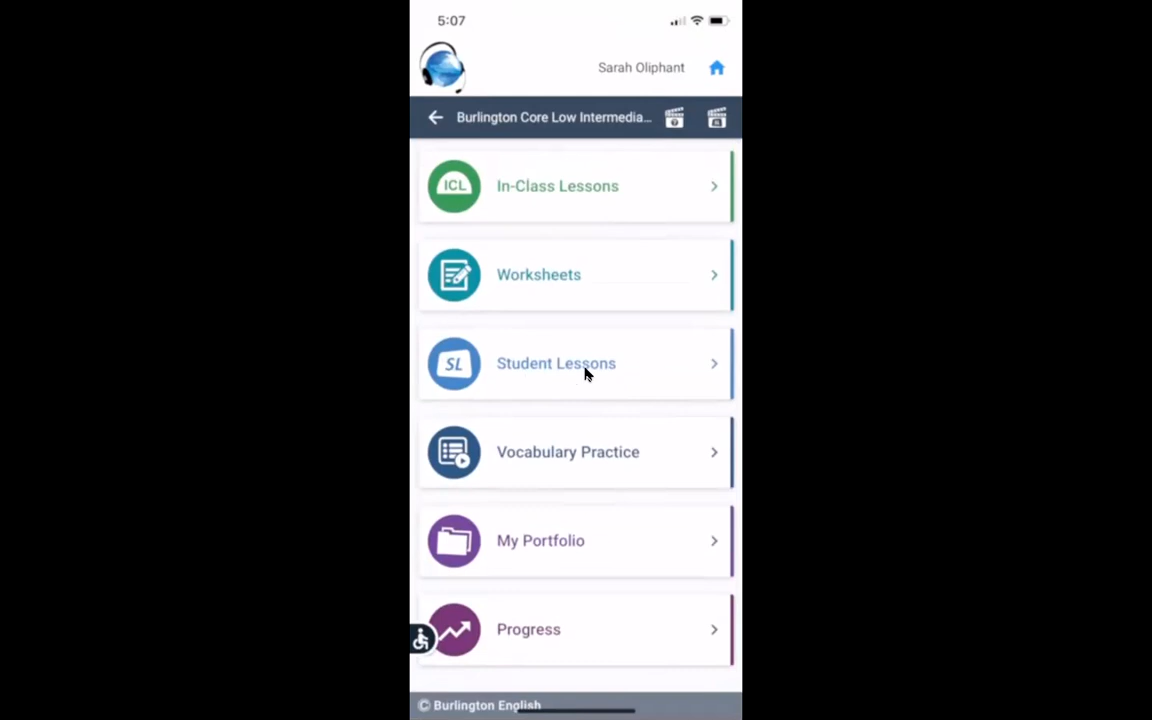 5:07
Sarah Oliphant
Burlington Core Low Intermedia...
ICL In-Class Lessons
Worksheets
SL Student Lessons
Vocabulary Practice
My Portfolio
Progress
© Burlington English